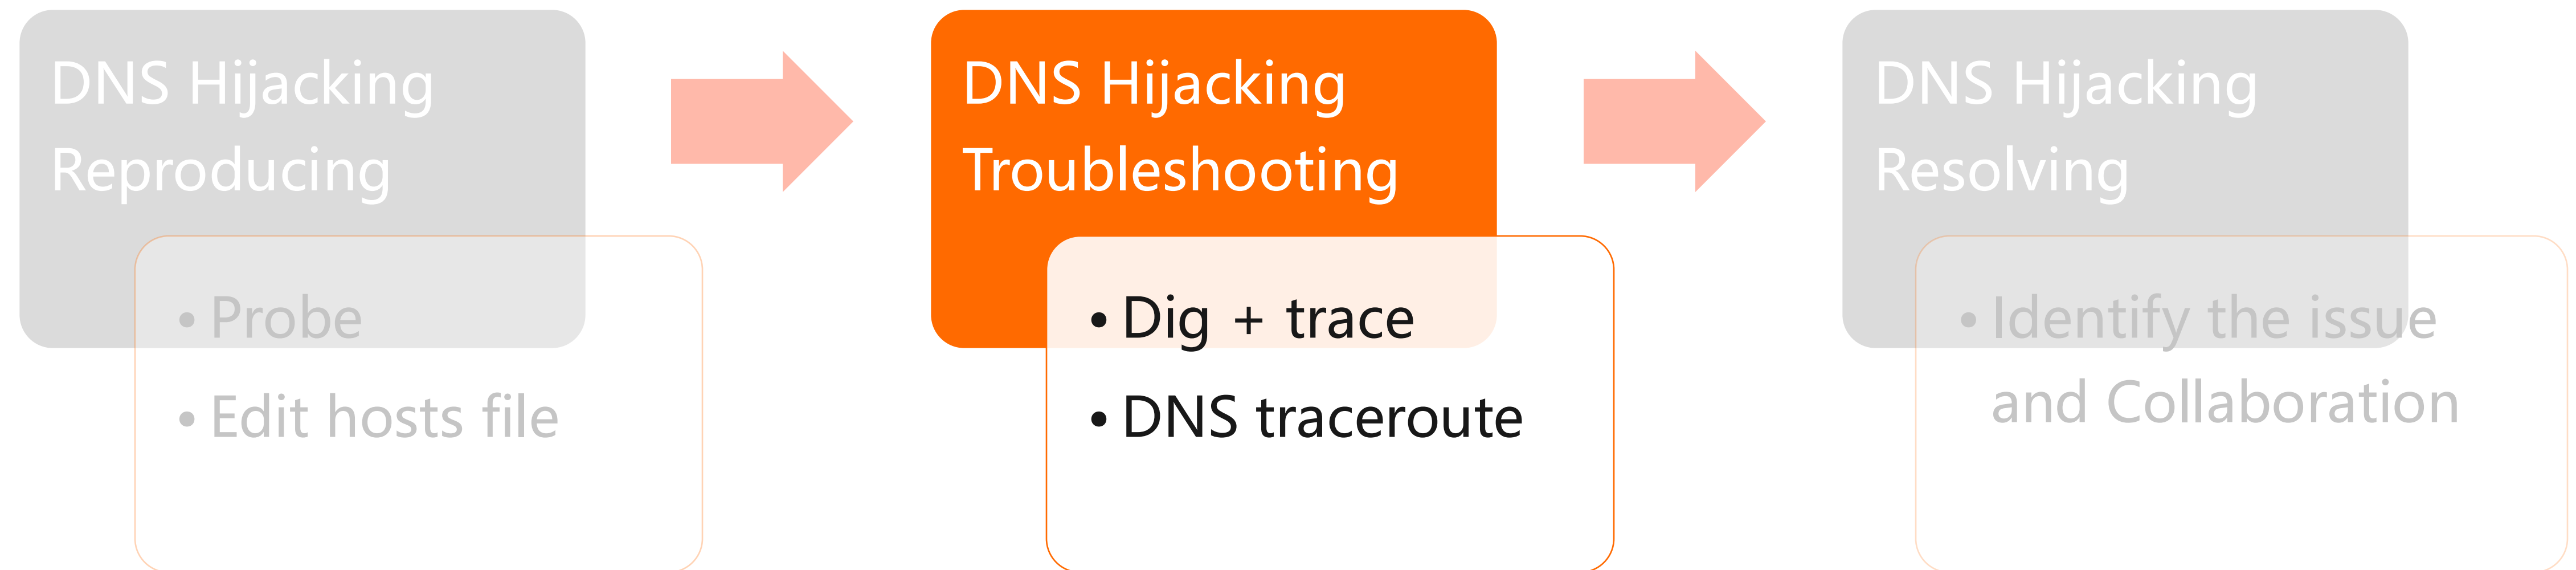 DNS Hijacking
Reproducing
• Probe
• Edit hosts file
DNS Hijacking
Troubleshooting
• Dig + trace
• DNS traceroute
DNS Hijacking
Resolving
• Identify the issue
and Collaboration